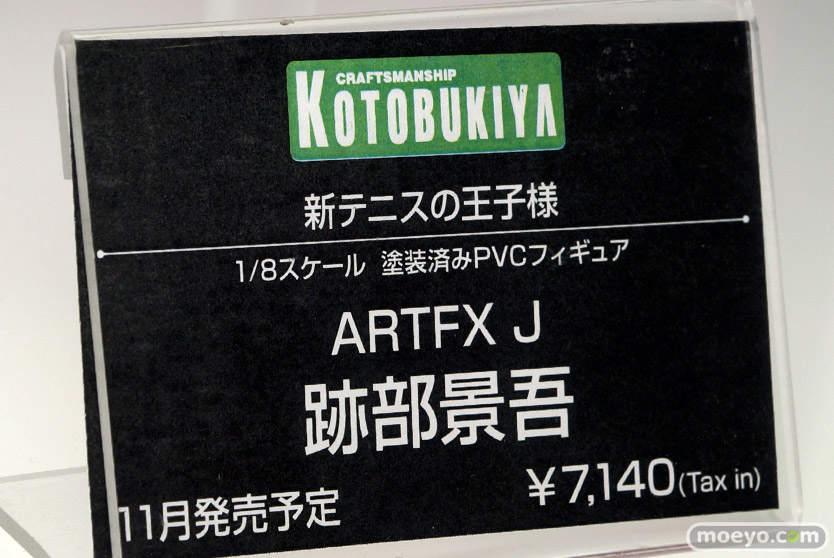 CRAFTSMANSHIP
KOTOBUKIYA
新テニスの王子様
1/8スケール 塗装済みPVCフィギュア
ARTFX J
跡部景吾
¥7,140(Tax in)
11月発売予定
moeyo.com